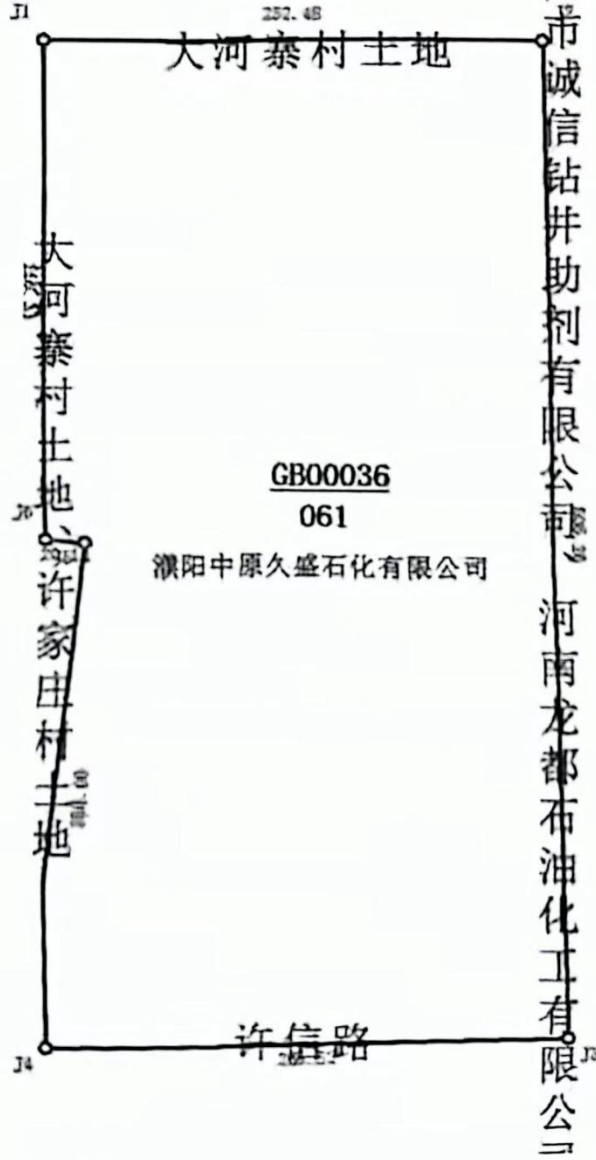 J1
252.48
大河寨村土地
市诚信钻井助剂有限公司
大河寨村土地、许家庄村土地
GB00036
061
濮阳中原久盛石化有限公司
河南龙都石油化工有限公司
J4
许信路